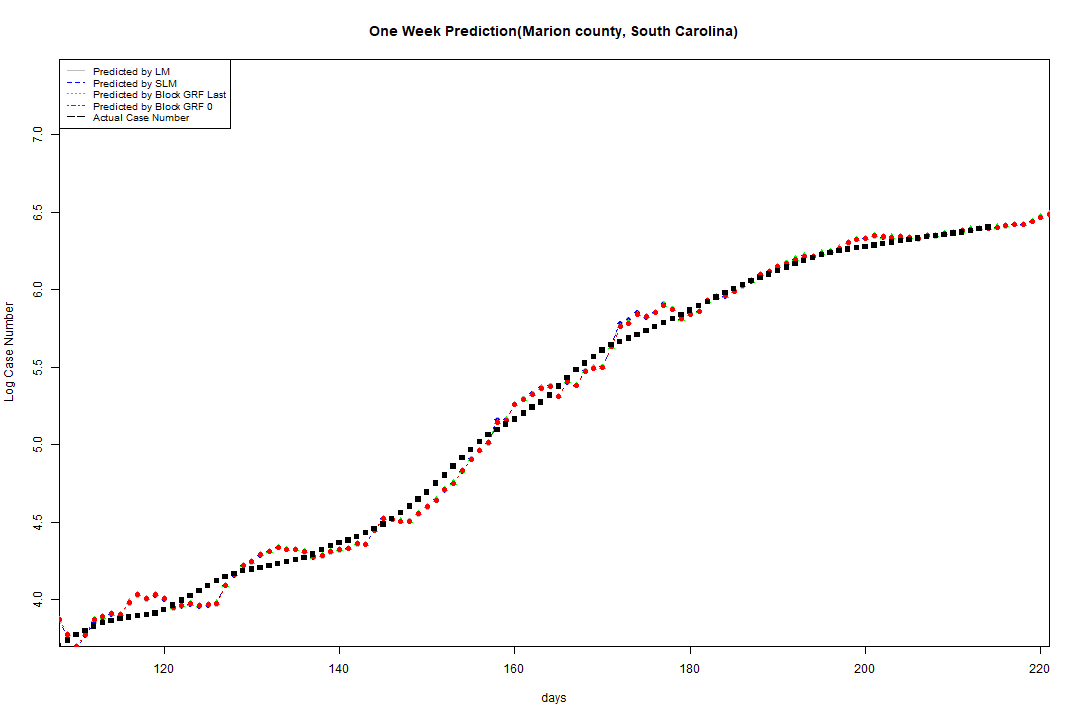 One Week Prediction(Marion county, South Carolina)
Predicted by LM
Predicted by SLM
Predicted by Block GRF Last
Predicted by Block GRF 0
Actual Case Number
Log Case Number
7.0
6.5
6.0
5.5
5.0
4.5
4.0
120 140 160 180 200 220
days